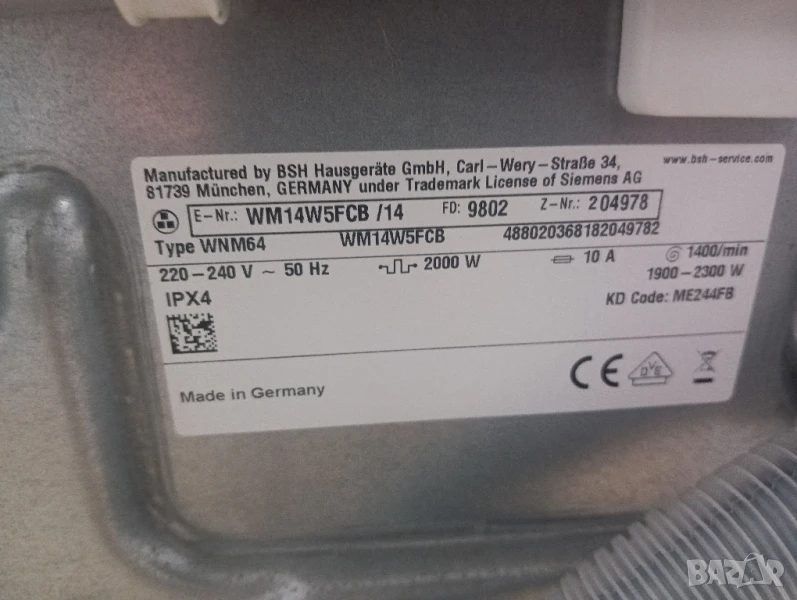 Manufactured by BSH Hausgeräte GmbH, Carl-Wery-Straße 34,
81739 München, GERMANY under Trademark License of Siemens AG
www.bsh-service.com
E-Nr.: WM14W5FCB /14 FD: 9802 Z-Nr.: 204978
Type WNM64 WM14W5FCB 488020368182049782
220-240 V ~ 50 Hz 2000 W 10 A 1400/min
1900-2300 W
IPX4 KD Code: ME244FB
CE DVE
Made in Germany
BAZAR